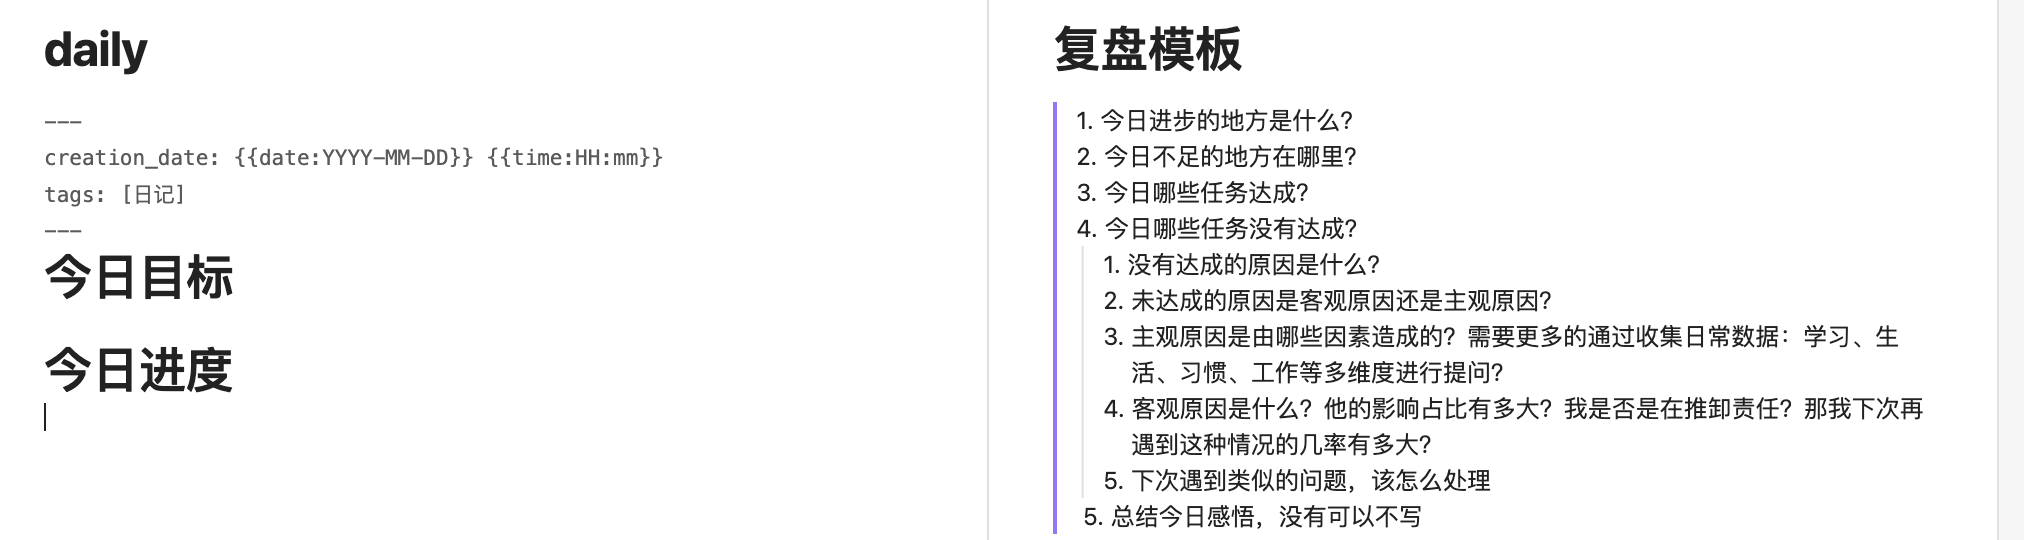 daily
---
creation_date: {{date:YYYY-MM-DD}} {{time:HH:mm}}
tags: [日记]
---
今日目标
今日进度
复盘模板
1. 今日进步的地方是什么?
2. 今日不足的地方在哪里?
3. 今日哪些任务达成?
4. 今日哪些任务没有达成?
1. 没有达成的原因是什么?
2. 未达成的原因是客观原因还是主观原因?
3. 主观原因是由哪些因素造成的？需要更多的通过收集日常数据：学习、生
活、习惯、工作等多维度进行提问?
4. 客观原因是什么？他的影响占比有多大？我是否是在推卸责任？那我下次再
遇到这种情况的几率有多大?
5. 下次遇到类似的问题，该怎么处理
5. 总结今日感悟，没有可以不写